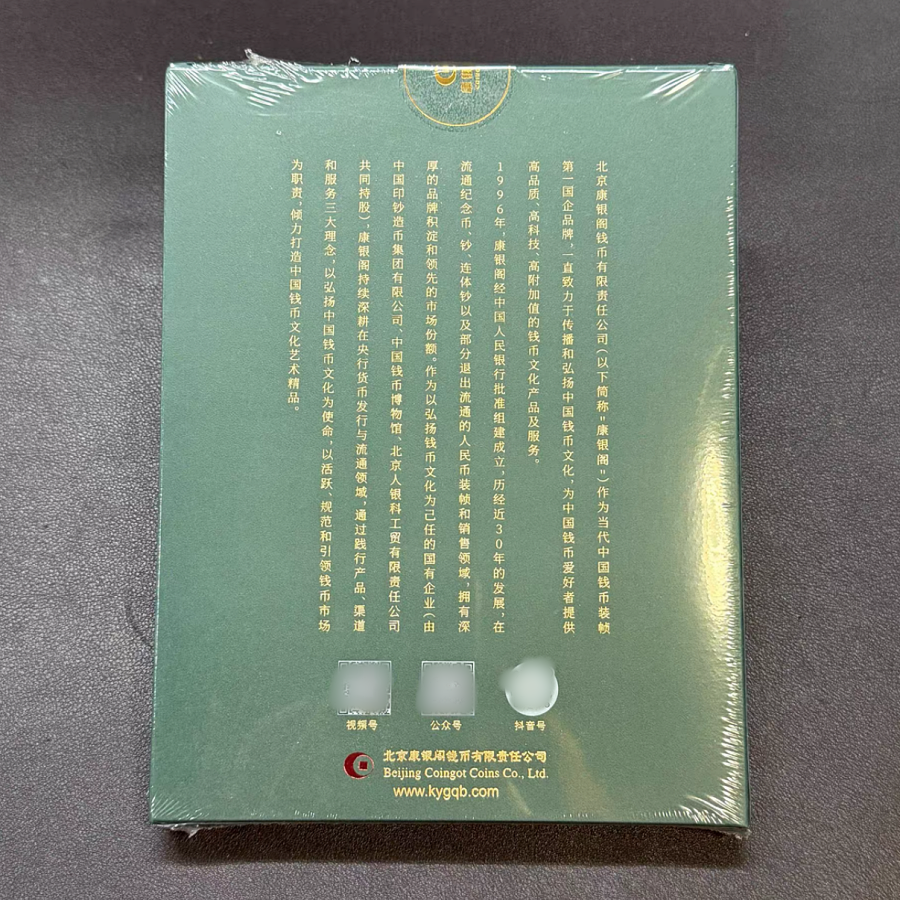 北京康银阁钱币有限责任公司（以下简称"康银阁"）作为当代中国钱币装帧
第一国企品牌，一直致力于传播和弘扬中国钱币文化，为中国钱币爱好者提供
高品质、高科技、高附加值的钱币文化产品及服务。
1996年，康银阁经中国人民银行批准组建成立，历经近30年的发展，在
流通纪念币、钞、连体钞以及部分退出流通的人民币装帧和销售领域，拥有深
厚的品牌积淀和领先的市场份额。作为以弘扬钱币文化为己任的国有企业（由
中国印钞造币集团有限公司、中国钱币博物馆、北京人银科工贸有限责任公司
共同持股），康银阁持续深耕在央行货币发行与流通领域，通过践行产品、渠道
和服务三大理念，以弘扬中国钱币文化为使命，以活跃、规范和引领钱币市场
为职责，倾力打造中国钱币文化艺术精品。
视频号
公众号
抖音号
北京康银阁钱币有限责任公司
Beijing Coingot Coins Co., Ltd.
www.kygqb.com